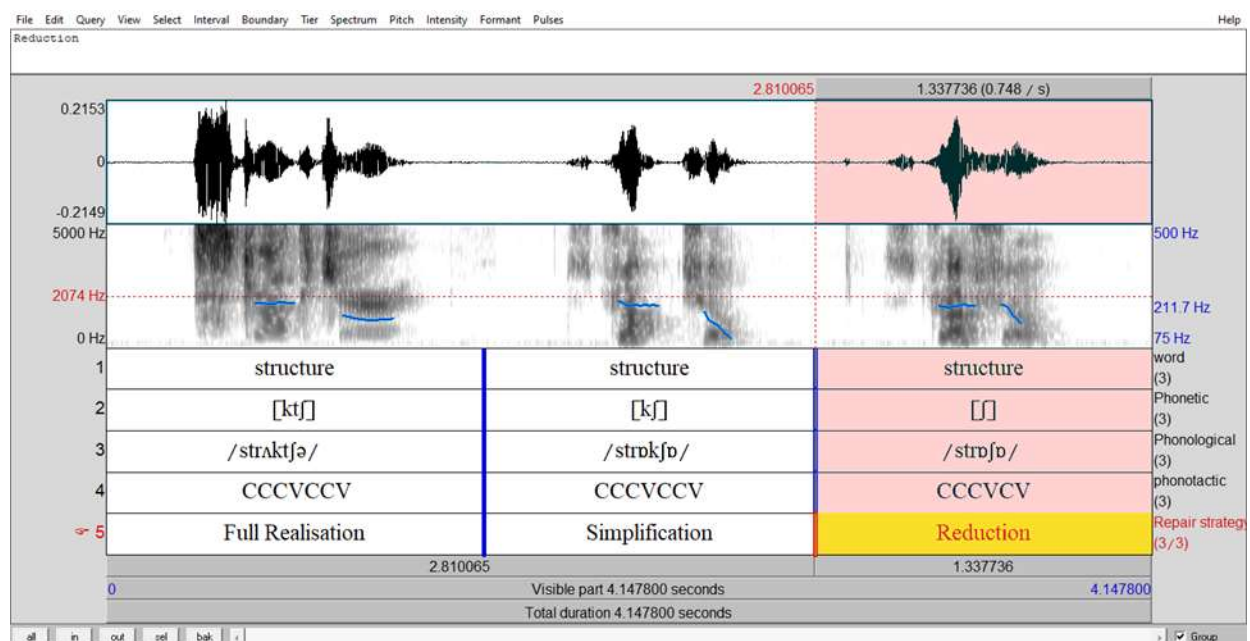 File Edit Query View Select Interval Boundary Tier Spectrum Pitch Intensity Formant Pulses Help
Reduction
2.810065 1.337736 (0.748 / s)
0.2153
0
-0.2149
5000 Hz 500 Hz
2074 Hz 211.7 Hz
0 Hz 75 Hz
1 structure structure structure word (3)
2 [ktʃ] [kʃ] [ʃ] Phonetic (3)
3 /strʌktʃə/ /strɒkʃɒ/ /strɒʃɒ/ Phonological (3)
4 CCCVCCV CCCVCCV CCCVCV phonotactic (3)
☞ 5 Full Realisation Simplification Reduction Repair strategy (3/3)
2.810065 1.337736
0 Visible part 4.147800 seconds 4.147800
Total duration 4.147800 seconds
all in out sel bak Group